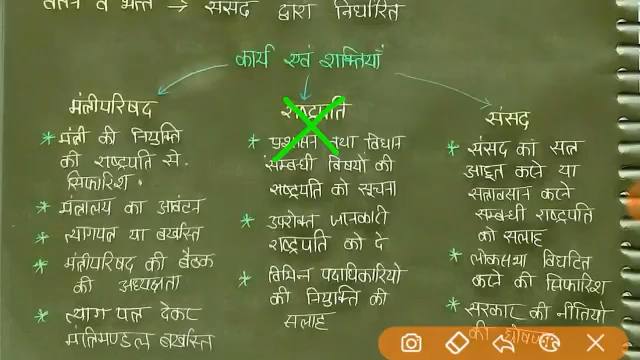 वेतन व भत्ते → संसद द्वारा निर्धारित
कार्य एवं शक्तियाँ
मंत्रीपरिषद
* मंत्री की नियुक्ति
की राष्ट्रपति से
सिफारिश.
* मंत्रालय का आवंटन
* त्यागपत्र या बर्खास्त
* मंत्रीपरिषद की बैठक
की अध्यक्षता
* त्याग पत्र देकर
मंत्रिमण्डल बर्खास्त
राष्ट्रपति
* प्रशासन तथा विधान
सम्बन्धी विषयों की
राष्ट्रपति को सूचना
* उपरोक्त जानकारी
राष्ट्रपति को दे
* विभिन्न पदाधिकारियो
की नियुक्ति की
सलाह
संसद
* संसद का सत्र
आहूत करने या
सत्रावसान करने
सम्बन्धी राष्ट्रपति
को सलाह
* लोकसभा विघटित
करने की सिफारिश
* सरकार की नीतियो
की घोषणा